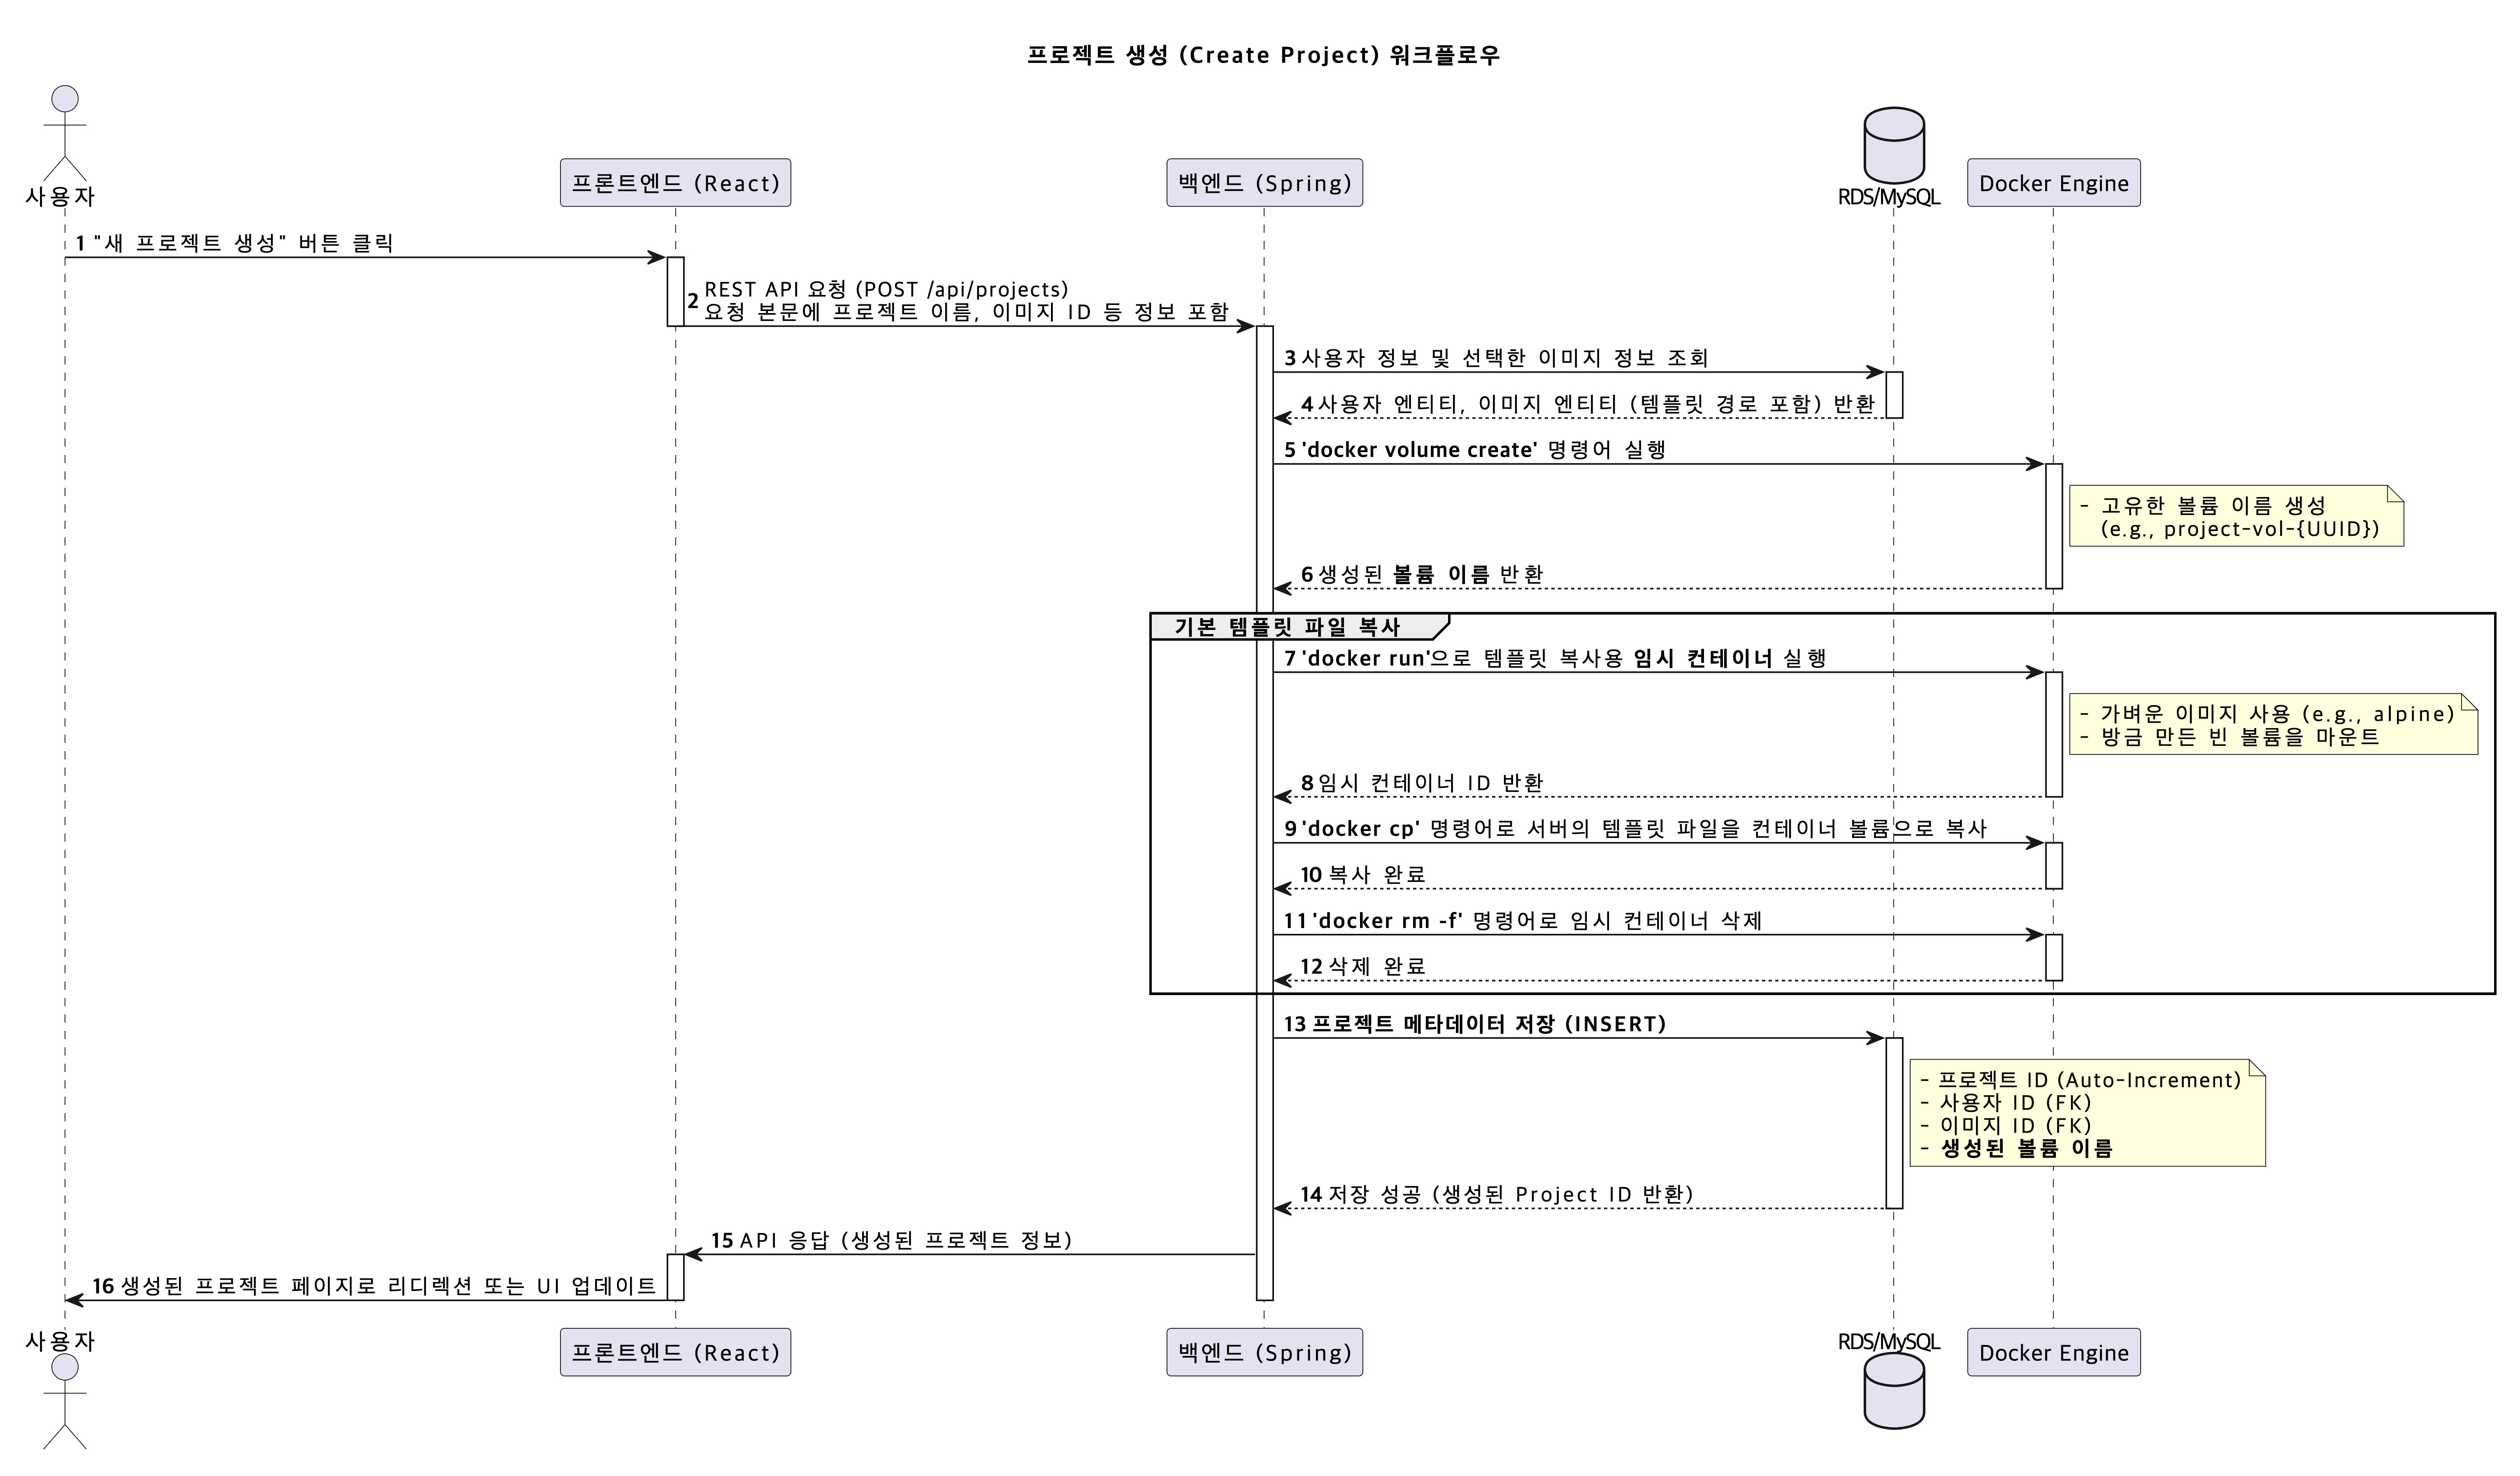 프로젝트 생성 (Create Project) 워크플로우
사용자
프론트엔드 (React)
백엔드 (Spring)
RDS/MySQL
Docker Engine
1 "새 프로젝트 생성" 버튼 클릭
2 REST API 요청 (POST /api/projects)
요청 본문에 프로젝트 이름, 이미지 ID 등 정보 포함
3 사용자 정보 및 선택한 이미지 정보 조회
4 사용자 엔티티, 이미지 엔티티 (템플릿 경로 포함) 반환
5 'docker volume create' 명령어 실행
- 고유한 볼륨 이름 생성
(e.g., project-vol-{UUID})
6 생성된 볼륨 이름 반환
기본 템플릿 파일 복사
7 'docker run'으로 템플릿 복사용 임시 컨테이너 실행
- 가벼운 이미지 사용 (e.g., alpine)
- 방금 만든 빈 볼륨을 마운트
8 임시 컨테이너 ID 반환
9 'docker cp' 명령어로 서버의 템플릿 파일을 컨테이너 볼륨으로 복사
10 복사 완료
11 'docker rm -f' 명령어로 임시 컨테이너 삭제
12 삭제 완료
13 프로젝트 메타데이터 저장 (INSERT)
- 프로젝트 ID (Auto-Increment)
- 사용자 ID (FK)
- 이미지 ID (FK)
- 생성된 볼륨 이름
14 저장 성공 (생성된 Project ID 반환)
15 API 응답 (생성된 프로젝트 정보)
16 생성된 프로젝트 페이지로 리디렉션 또는 UI 업데이트
사용자
프론트엔드 (React)
백엔드 (Spring)
RDS/MySQL
Docker Engine